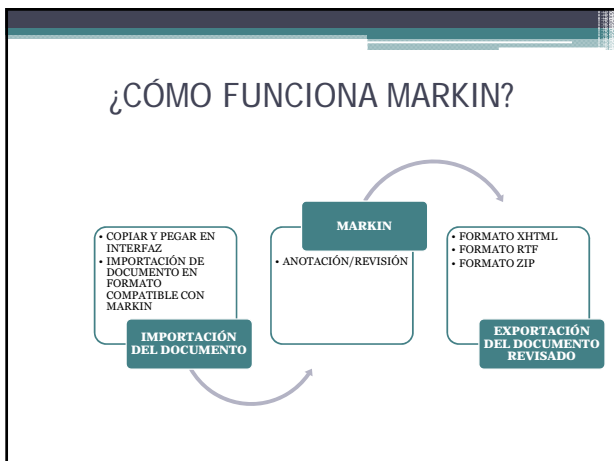 ¿CÓMO FUNCIONA MARKIN?
• COPIAR Y PEGAR EN
INTERFAZ
• IMPORTACIÓN DE
DOCUMENTO EN
FORMATO
COMPATIBLE CON
MARKIN
IMPORTACIÓN
DEL DOCUMENTO
MARKIN
• ANOTACIÓN/REVISIÓN
• FORMATO XHTML
• FORMATO RTF
• FORMATO ZIP
EXPORTACIÓN
DEL DOCUMENTO
REVISADO